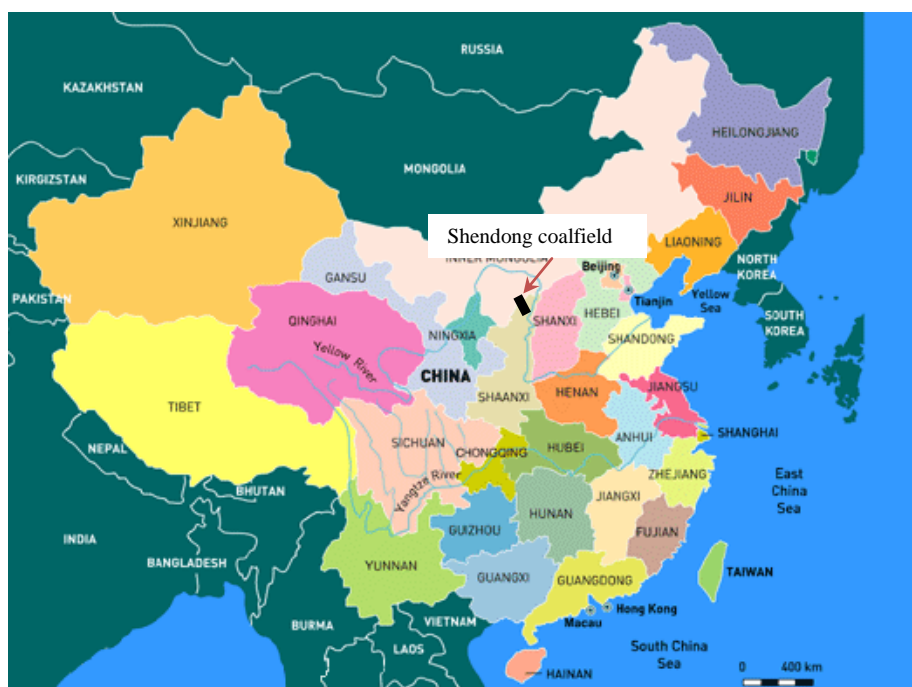 RUSSIA
KAZAKHSTAN
HEILONGJIANG
MONGOLIA
KIRGIZSTAN
JILIN
XINJIANG
Shendong coalfield
LIAONING
INNER MONGOLIA
NORTH
KOREA
Beijing
GANSU
PAKISTAN
Tianjin
Yellow
Sea
SOUTH
KOREA
QINGHAI
NINGXIA
SHANXI
HEBEI
SHANDONG
Yellow
River
CHINA
TIBET
SHAANXI
HENAN
JIANGSU
SHANGHAI
NEPAL
SICHUAN
CHONGQING
HUBEI
ANHUI
ZHEJIANG
East
China
Sea
BHUTAN
Yangtze River
JIANGXI
HUNAN
INDIA
GUIZHOU
FUJIAN
BANGLADESH
YUNNAN
GUANGXI
GUANGDONG
TAIWAN
Hong Kong
Macau
BURMA
VIETNAM
LAOS
South China
Sea
HAINAN
0 400 km